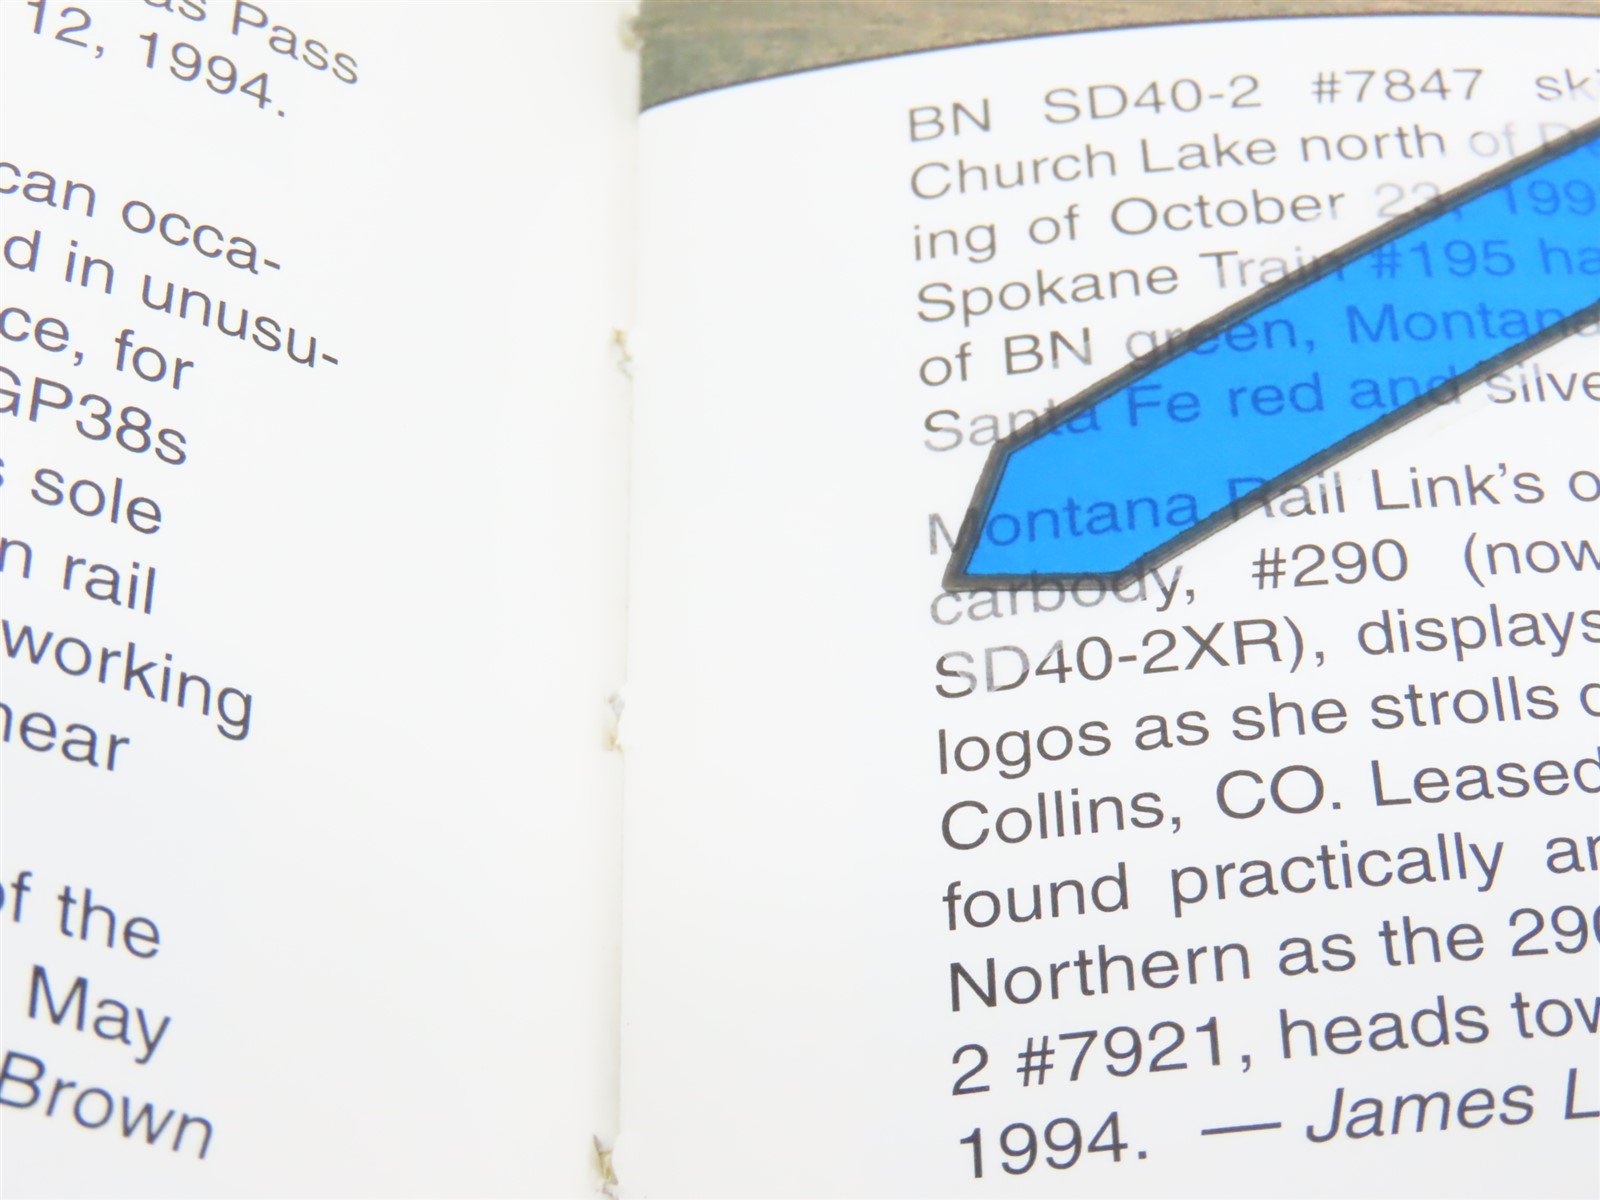 Pass
12, 1994.
can occa-
d in unusu-
ce, for
GP38s
sole
n rail
working
near
of the
May
Brown
BN SD40-2 #7847
Church Lake north of
ing of October 23, 199
Spokane Train #195 ha
of BN green, Montana
Santa Fe red and silve
Montana Rail Link's o
carbody, #290 (now
SD40-2XR), displays
logos as she strolls
Collins, CO. Leased
found practically
Northern as the 290
2 #7921, heads tow
1994. — James L